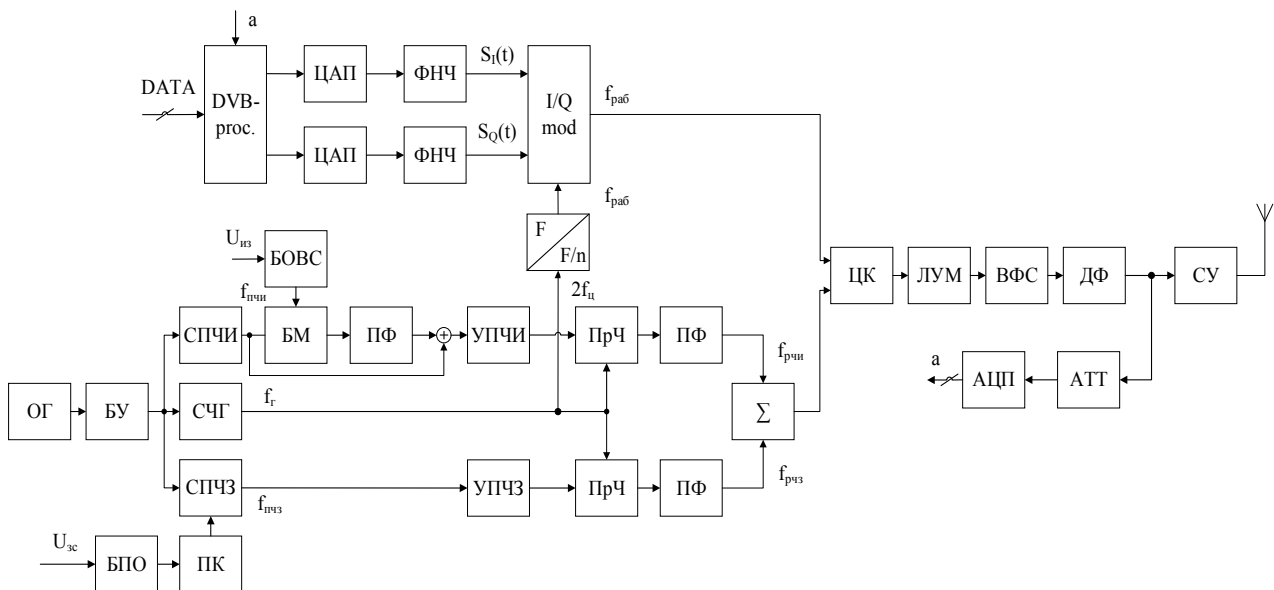 a
DATA
DVB-
proc.
ЦАП
ФНЧ
S_I(t)
I/Q
mod
f_раб
ЦАП
ФНЧ
S_Q(t)
f_раб
F
F/n
U_из
БОВС
f_пчи
2f_ц
СПЧИ
БМ
ПФ
+
УПЧИ
ПрЧ
ПФ
f_рчи
ЦК
ЛУМ
ВФС
ДФ
СУ
a
АЦП
АТТ
ОГ
БУ
СЧГ
f_г
∑
СПЧЗ
f_пчз
УПЧЗ
ПрЧ
ПФ
f_рчз
U_зс
БПО
ПК